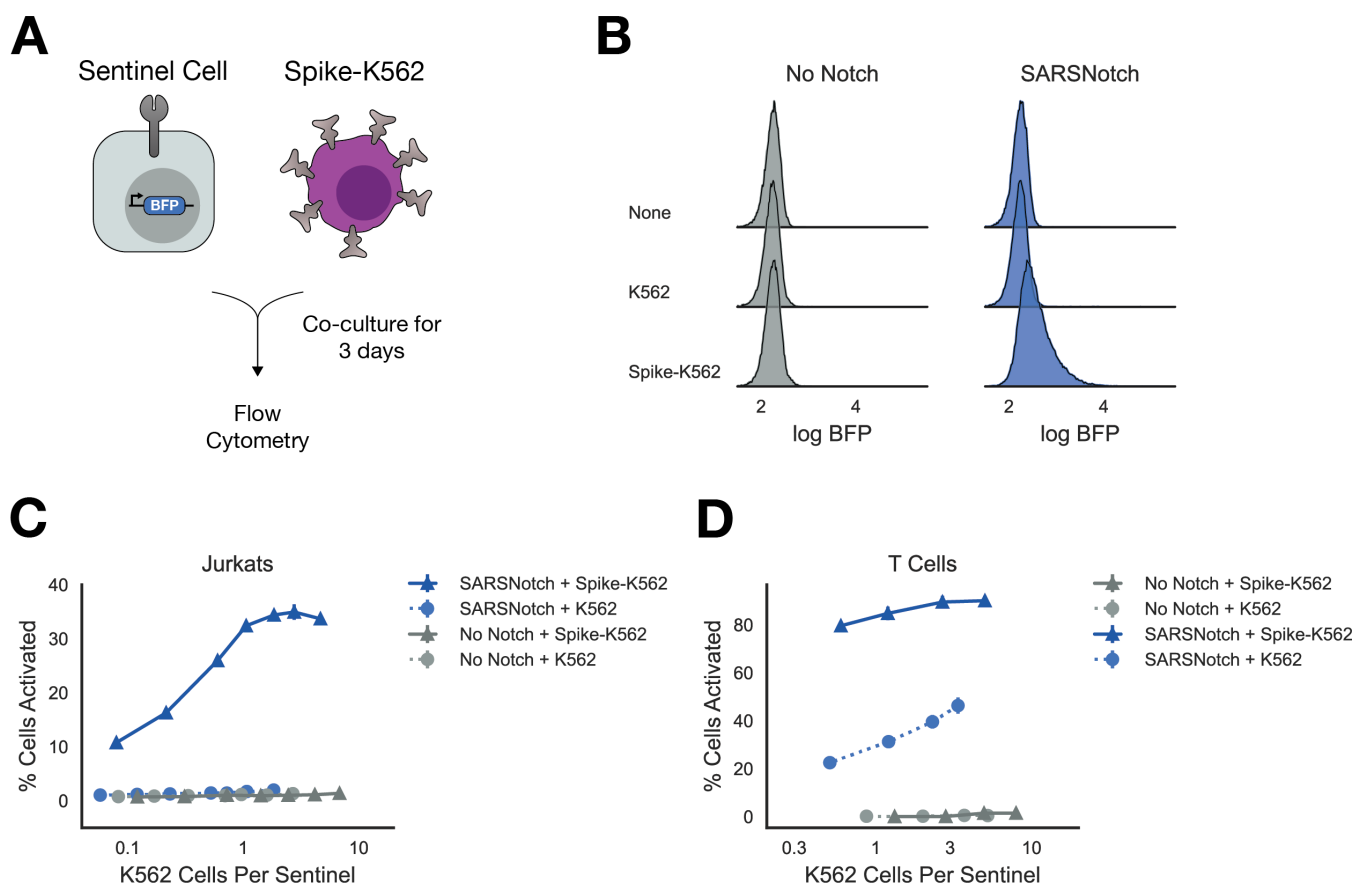 A
Sentinel Cell
Spike-K562
BFP
Co-culture for
3 days
Flow
Cytometry
B
No Notch
SARSNotch
None
K562
Spike-K562
2
4
2
4
log BFP
log BFP
C
Jurkats
% Cells Activated
40
30
20
10
0
0.1
1
10
K562 Cells Per Sentinel
SARSNotch + Spike-K562
SARSNotch + K562
No Notch + Spike-K562
No Notch + K562
D
T Cells
% Cells Activated
80
60
40
20
0
0.3
1
3
10
K562 Cells Per Sentinel
No Notch + Spike-K562
No Notch + K562
SARSNotch + Spike-K562
SARSNotch + K562